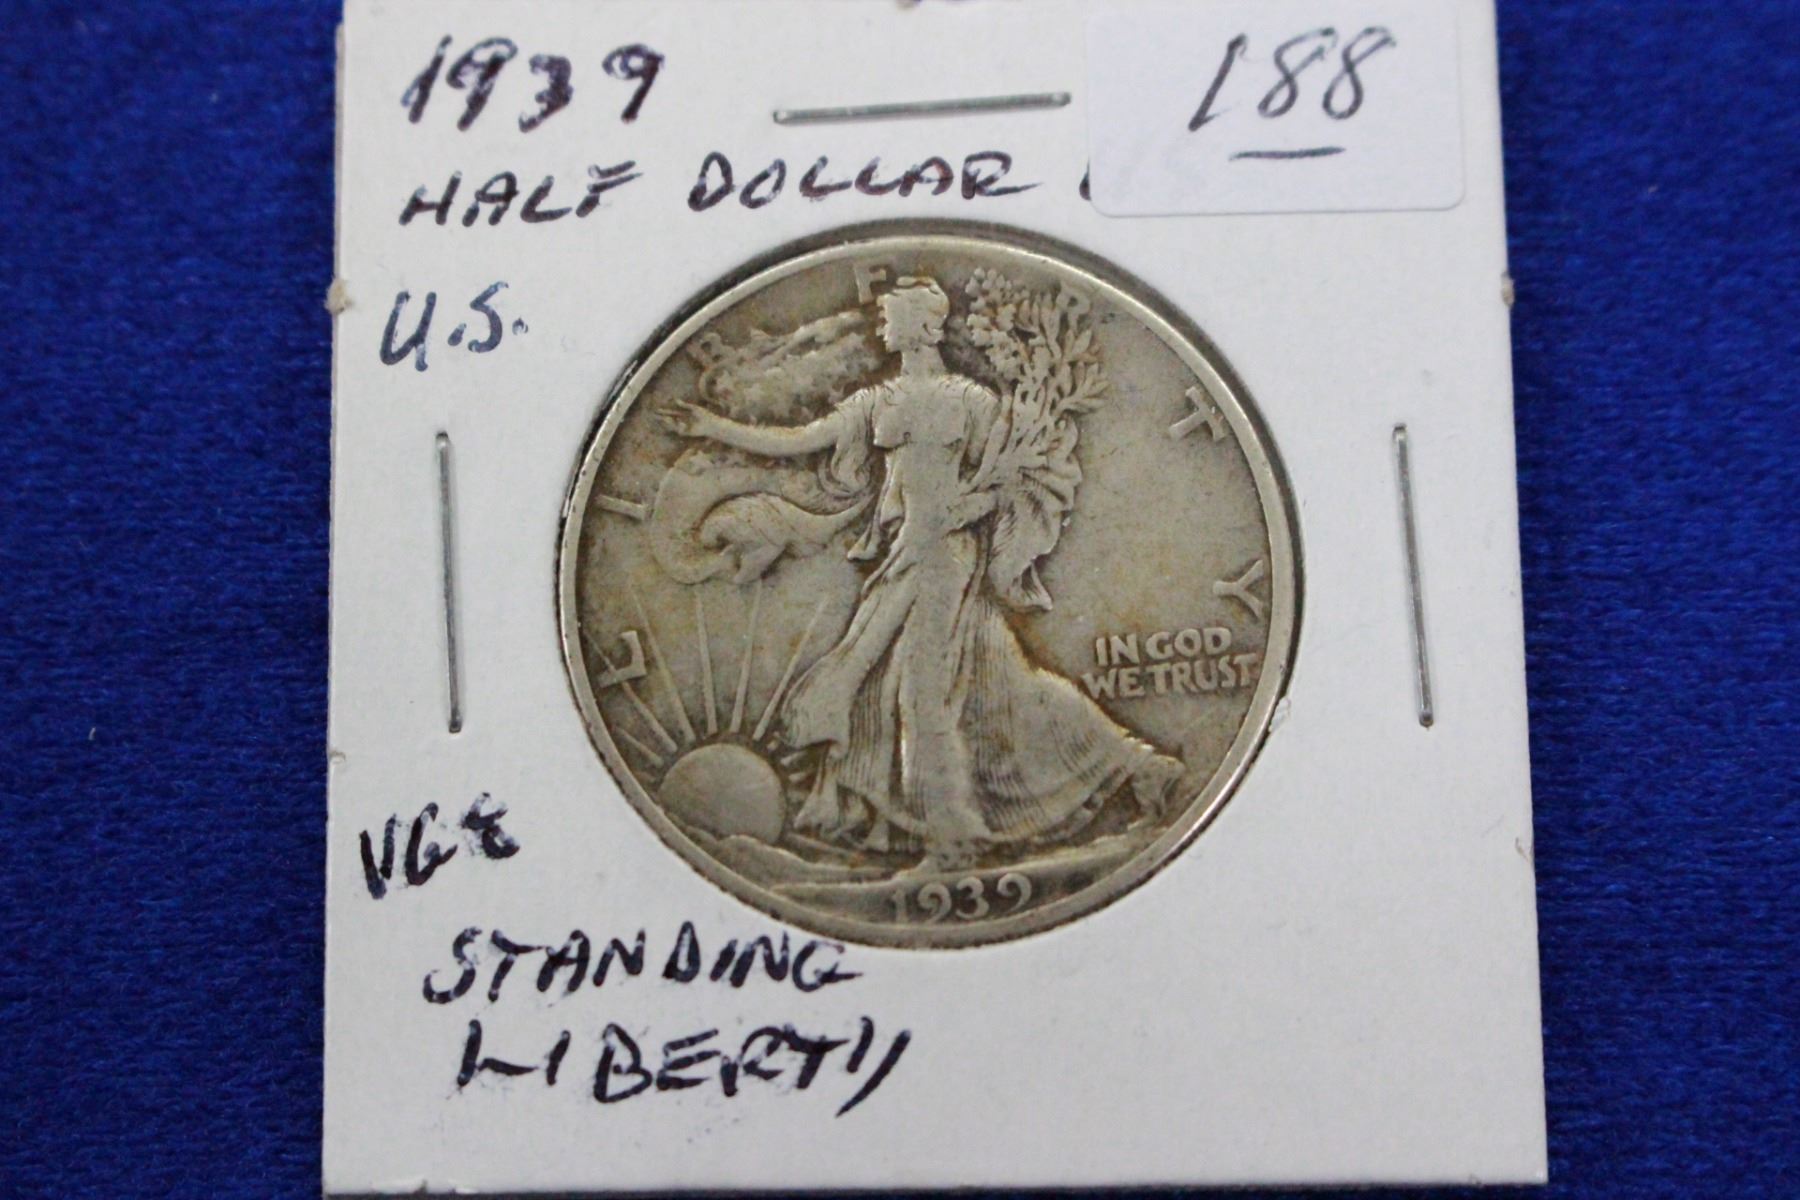 1939
188
HALF DOLLAR
U.S.
LIBERTY
IN GOD
WE TRUST
1939
VG8
STANDING
LIBERTY